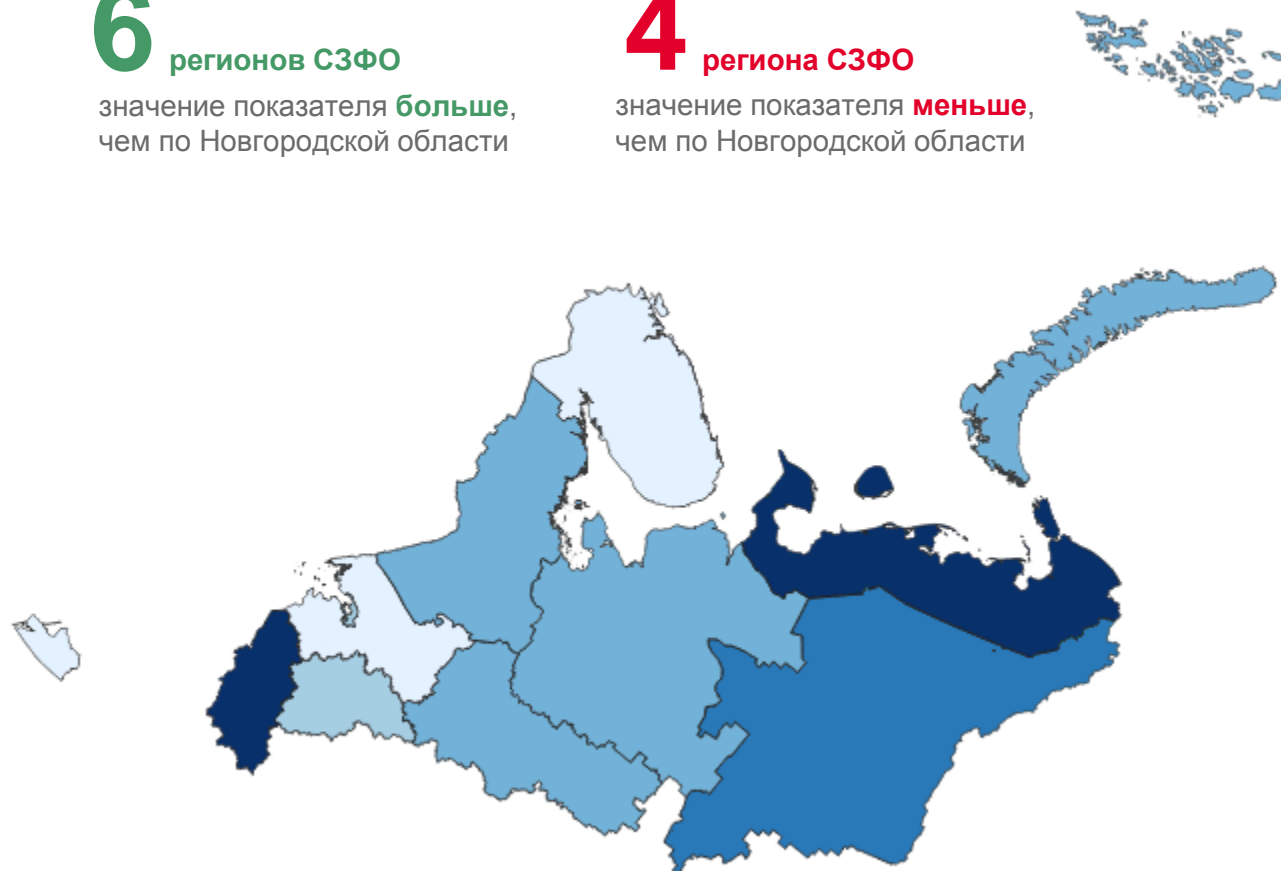 6 регионов СЗФО
значение показателя больше,
чем по Новгородской области
4 региона СЗФО
значение показателя меньше,
чем по Новгородской области